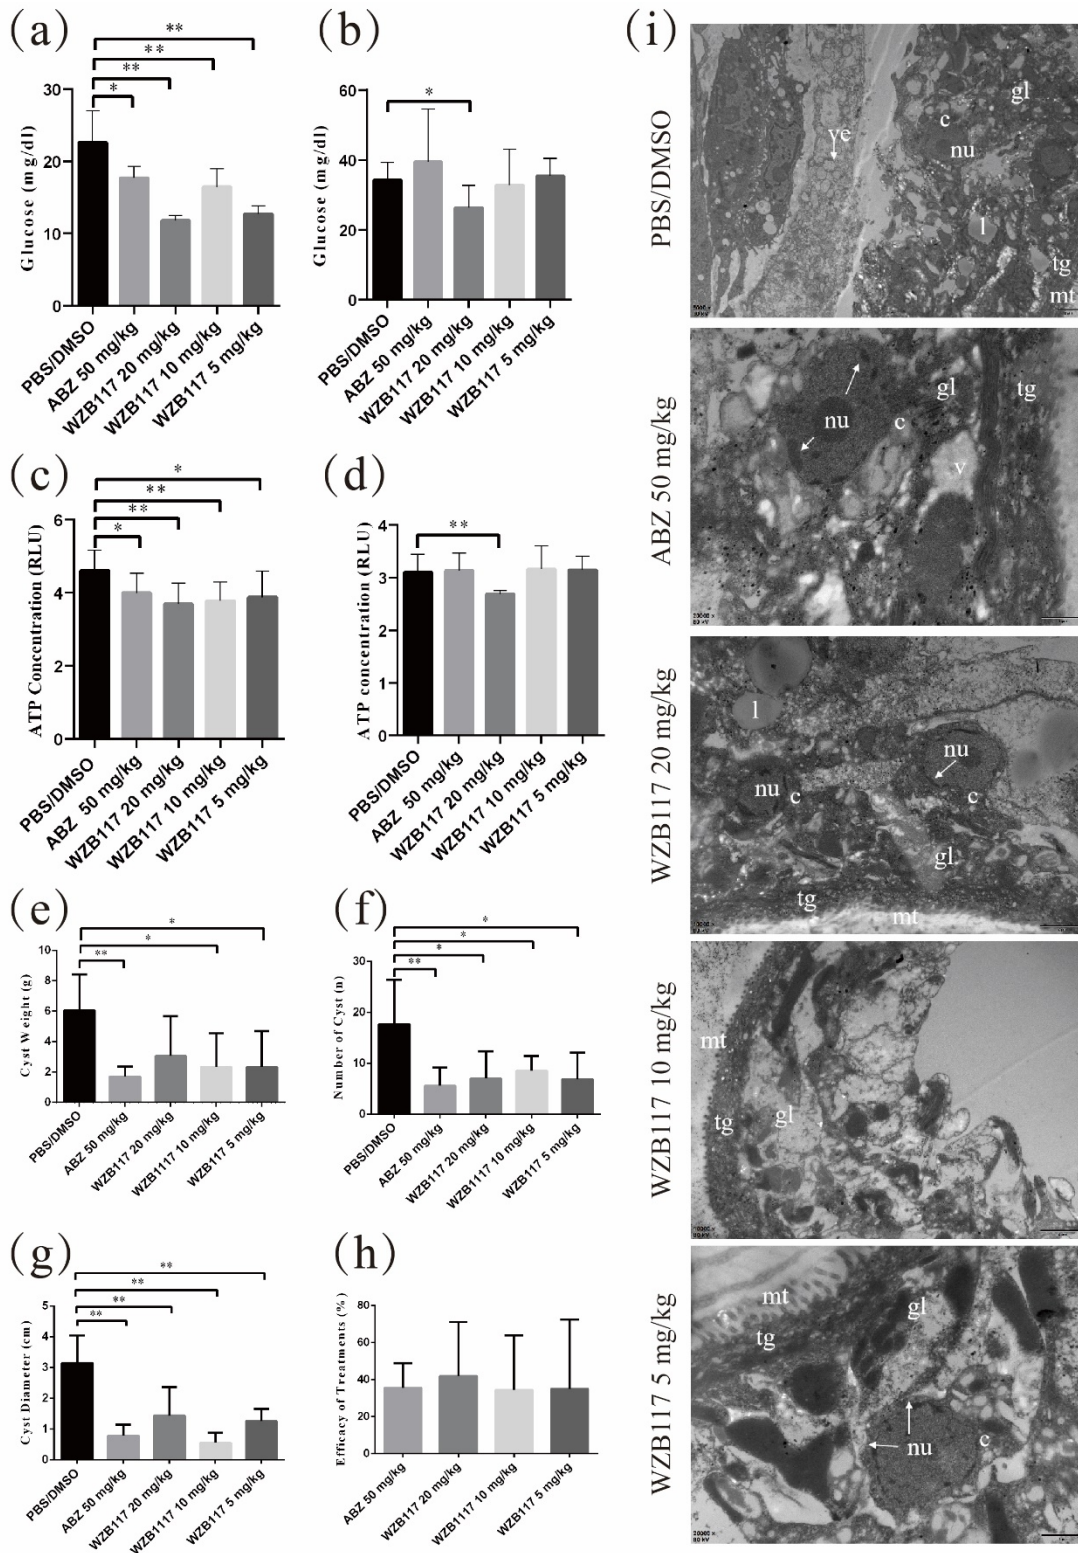 (a)
**
**
**
*
Glucose (mg/dl)
30
20
10
0
PBS/DMSO
ABZ 50 mg/kg
WZB117 20 mg/kg
WZB117 10 mg/kg
WZB117 5 mg/kg
(b)
*
Glucose (mg/dl)
60
40
20
0
PBS/DMSO
ABZ 50 mg/kg
WZB117 20 mg/kg
WZB117 10 mg/kg
WZB117 5 mg/kg
(c)
*
**
**
*
ATP Concentration (RLU)
6
4
2
0
PBS/DMSO
ABZ 50 mg/kg
WZB117 20 mg/kg
WZB117 10 mg/kg
WZB117 5 mg/kg
(d)
**
ATP concentration (RLU)
3
2
1
0
PBS/DMSO
ABZ 50 mg/kg
WZB117 20 mg/kg
WZB117 10 mg/kg
WZB117 5 mg/kg
(e)
*
*
**
Cyst Weight (g)
10
8
6
4
2
0
PBS/DMSO
ABZ 50 mg/kg
WZB117 20 mg/kg
WZB1117 10 mg/kg
WZB1117 5 mg/kg
(f)
*
*
*
**
Number of Cyst (n)
30
20
10
0
PBS/DMSO
ABZ 50 mg/kg
WZB117 20 mg/kg
WZB1117 10 mg/kg
WZB1117 5 mg/kg
(g)
**
**
**
**
Cyst Diameter (cm)
5
4
3
2
1
0
PBS/DMSO
ABZ 50 mg/kg
WZB117 20 mg/kg
WZB1117 10 mg/kg
WZB1117 5 mg/kg
(h)
Efficacy of Treatments (%)
80
60
40
20
0
ABZ 50 mg/kg
WZB117 20 mg/kg
WZB1117 10 mg/kg
WZB1117 5 mg/kg
(i)
PBS/DMSO
ve
gl
c
nu
l
tg
mt
ABZ 50 mg/kg
gl
tg
nu
c
v
WZB117 20 mg/kg
l
nu
nu
c
c
gl
tg
mt
WZB1117 10 mg/kg
mt
tg
gl
WZB1117 5 mg/kg
mt
gl
tg
nu
c